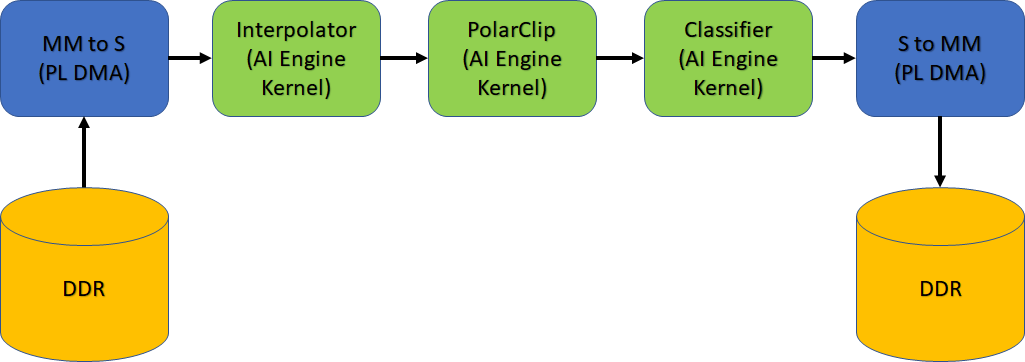 MM to S
(PL DMA)
Interpolator
(AI Engine
Kernel)
PolarClip
(AI Engine
Kernel)
Classifier
(AI Engine
Kernel)
S to MM
(PL DMA)
DDR
DDR